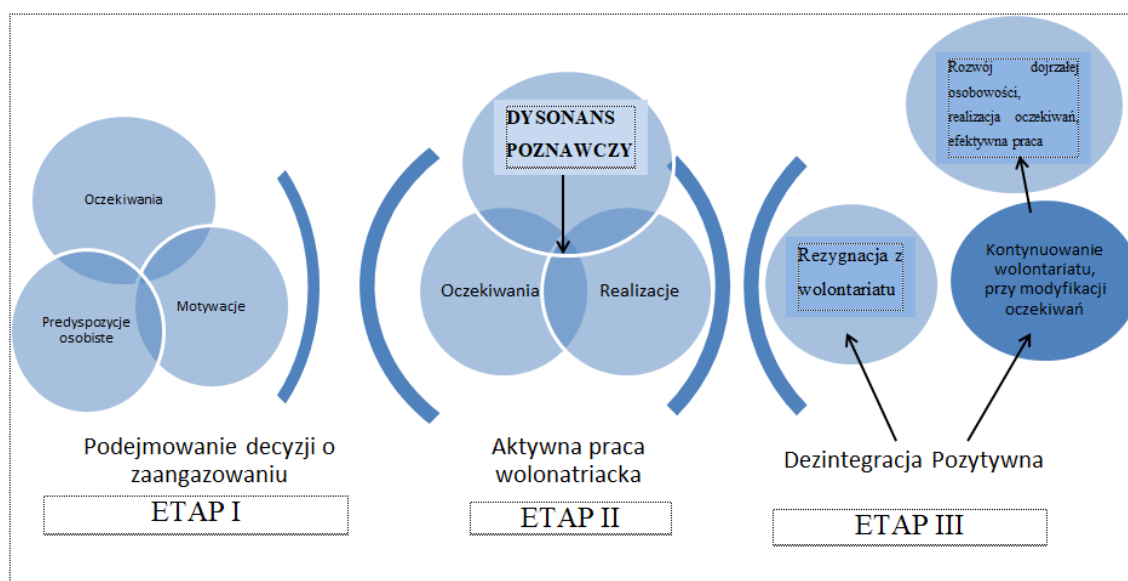 Oczekiwania
Motywacje
Predyspozycje
osobiste
Podejmowanie decyzji o
zaangazowaniu
ETAP I
DYSONANS
POZNAWCZY
Oczekiwania
Realizacje
Aktywna praca
wolonatriacka
ETAP II
Rozwój dojrzałej
osobowości,
realizacja oczekiwań,
efektywna praca
Rezygnacja z
wolontariatu
Kontynuowanie
wolontariatu,
przy modyfikacji
oczekiwań
Dezintegracja Pozytywna
ETAP III